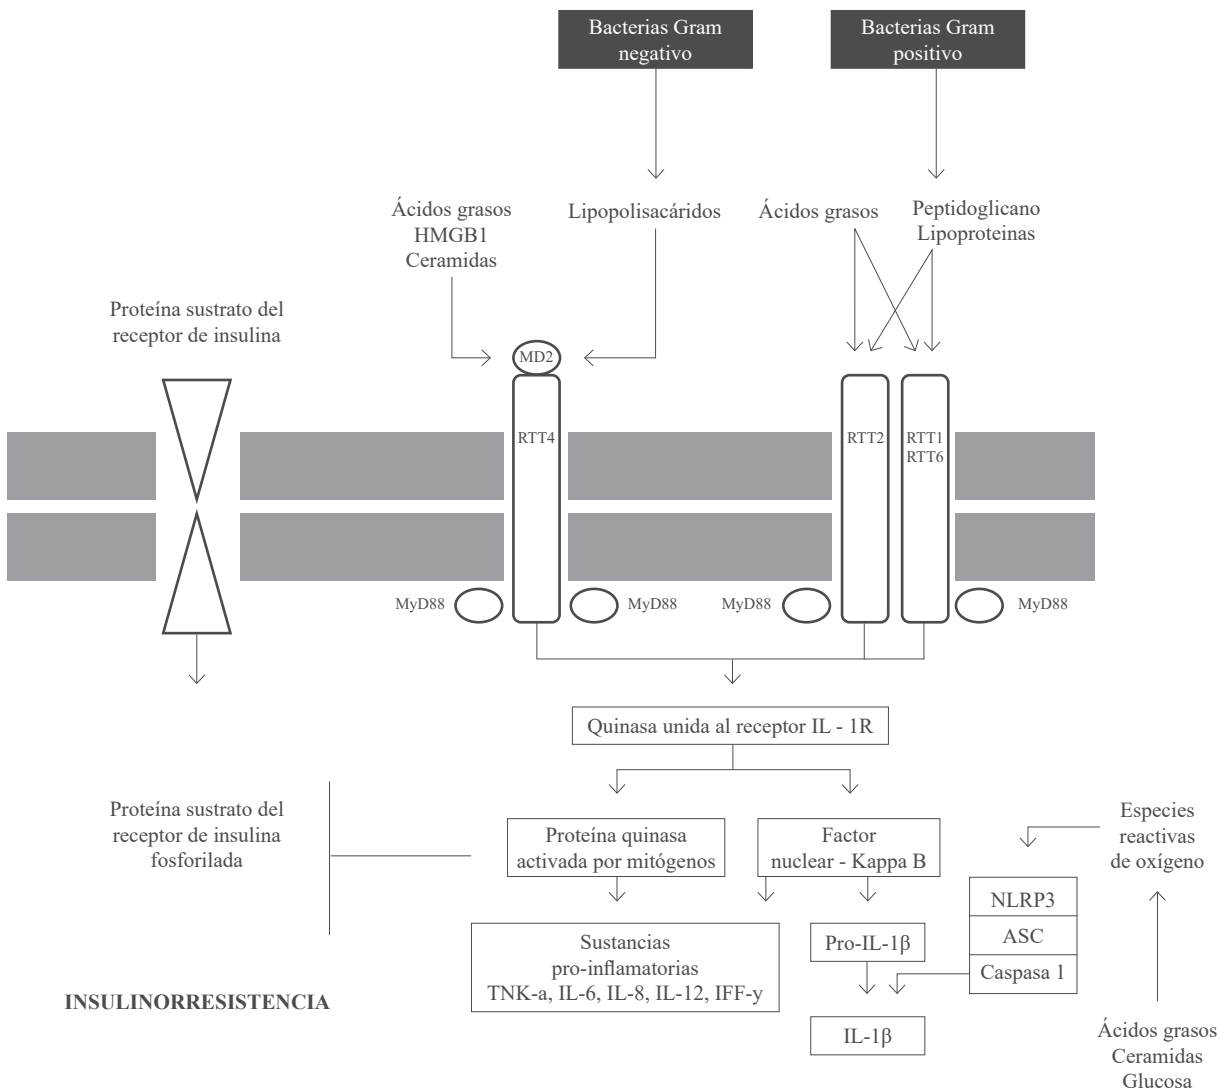 Bacterias Gram
negativo
Bacterias Gram
positivo
Ácidos grasos
HMGB1
Ceramidas
Lipopolisacáridos
Ácidos grasos
Peptidoglicano
Lipoproteinas
Proteína sustrato del
receptor de insulina
MD2
RTT4
RTT2
RTT1
RTT6
MyD88
MyD88
MyD88
MyD88
Quinasa unida al receptor IL - 1R
Proteína sustrato del
receptor de insulina
fosforilada
Proteína quinasa
activada por mitógenos
Factor
nuclear - Kappa B
Especies
reactivas
de oxígeno
NLRP3
ASC
Caspasa 1
Sustancias
pro-inflamatorias
TNK-a, IL-6, IL-8, IL-12, IFF-y
Pro-IL-1β
IL-1β
INSULINORRESISTENCIA
Ácidos grasos
Ceramidas
Glucosa